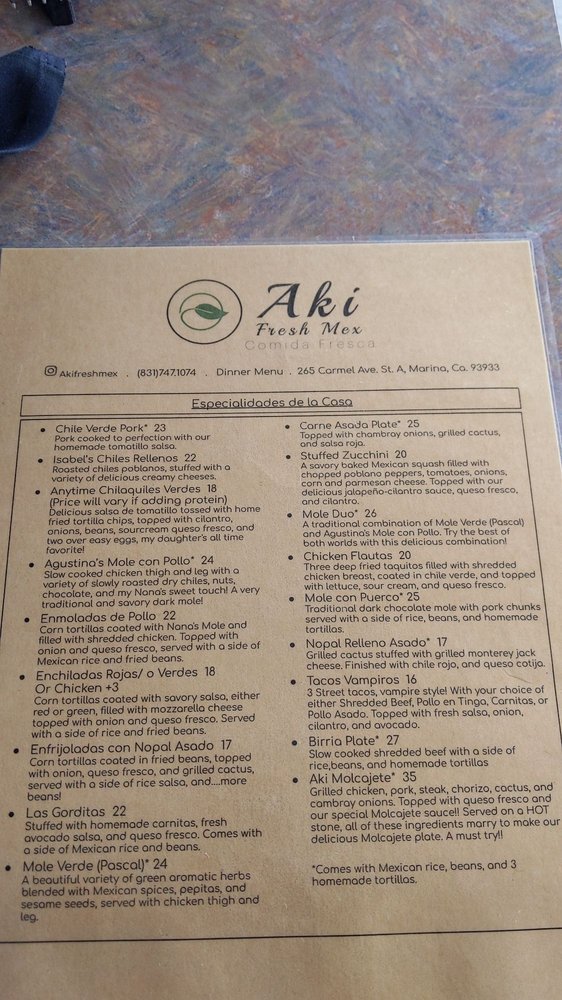 Aki
Fresh Mex
Comida Fresca
Akifreshmex . (831)747.1074 . Dinner Menu . 265 Carmel Ave. St. A, Marina, Ca. 93933
Especialidades de la Casa
Chile Verde Pork* 23
Pork cooked to perfection with our
homemade tomatillo salsa.
Isabel's Chiles Rellenos 22
Roasted chiles poblanos, stuffed with a
variety of delicious creamy cheeses.
Anytime Chilaquiles Verdes 18
(Price will vary if adding protein)
Delicious salsa de tomatillo tossed with home
fried tortilla chips, topped with cilantro,
onions, beans, sourcream queso fresco, and
two over easy eggs, my daughter's all time
favorite!
Agustina's Mole con Pollo* 24
Slow cooked chicken thigh and leg with a
variety of slowly roasted dry chiles, nuts,
chocolate, and my Nana's sweet touch! A very
traditional and savory dark mole!
Enmoladas de Pollo 22
Corn tortillas coated with Nana's Mole and
filled with shredded chicken. Topped with
onion and queso fresco, served with a side of
Mexican rice and fried beans.
Enchiladas Rojas/ o Verdes 18
Or Chicken +3
Corn tortillas coated with savory salsa, either
red or green, filled with mozzarella cheese
topped with onion and queso fresco. Served
with a side of rice and fried beans.
Enfrijoladas con Nopal Asado 17
Corn tortillas coated in fried beans, topped
with onion, queso fresco, and grilled cactus,
served with a side of rice salsa, and....more
beans!
Las Gorditas 22
Stuffed with homemade carnitas, fresh
avocado salsa, and queso fresco. Comes with
a side of Mexican rice and beans.
Mole Verde (Pascal)* 24
A beautiful variety of green aromatic herbs
blended with Mexican spices, pepitas, and
sesame seeds, served with chicken thigh and
leg.
Carne Asada Plate* 25
Topped with chambray onions, grilled cactus,
and salsa roja.
Stuffed Zucchini 20
A savory baked Mexican squash filled with
chopped poblano peppers, tomatoes, onions,
corn and parmesan cheese. Topped with our
delicious jalapeño-cilantro sauce, queso fresco,
and cilantro.
Mole Duo* 26
A traditional combination of Mole Verde (Pascal)
and Agustina's Mole con Pollo. Try the best of
both worlds with this delicious combination!
Chicken Flautas 20
Three deep fried taquitos filled with shredded
chicken breast, coated in chile verde, and topped
with lettuce, sour cream, and queso fresco.
Mole con Puerco* 25
Traditional dark chocolate mole with pork chunks
served with a side of rice, beans, and homemade
tortillas.
Nopal Relleno Asado* 17
Grilled cactus stuffed with grilled monterey jack
cheese. Finished with chile rojo, and queso cotija.
Tacos Vampiros 16
3 Street tacos, vampire style! With your choice of
either Shredded Beef, Pollo en Tinga, Carnitas, or
Pollo Asado. Topped with fresh salsa, onion,
cilantro, and avocado.
Birria Plate* 27
Slow cooked shredded beef with a side of
rice,beans, and homemade tortillas
Aki Molcajete* 35
Grilled chicken, pork, steak, chorizo, cactus, and
cambray onions. Topped with queso fresco and
our special Molcajete sauce!! Served on a HOT
stone, all of these ingredients marry to make our
delicious Molcajete plate. A must try!!
*Comes with Mexican rice, beans, and 3
homemade tortillas.